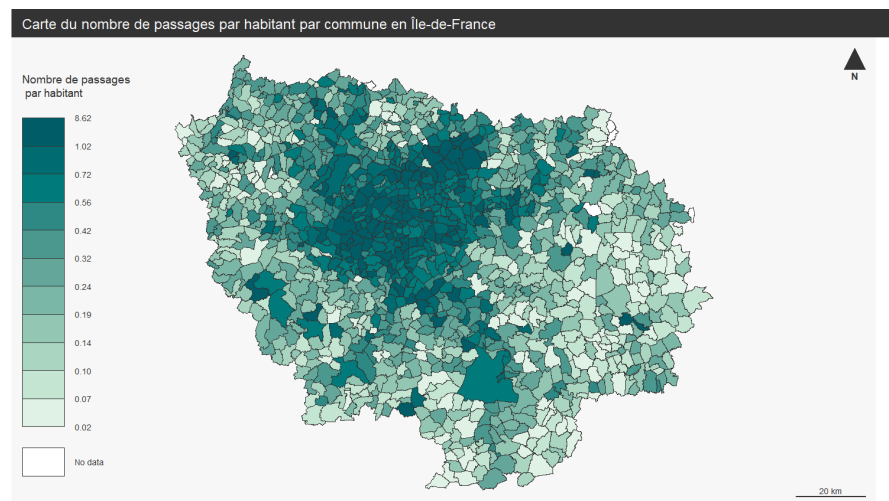 Carte du nombre de passages par habitant par commune en Île-de-France
N
Nombre de passages
par habitant
8.62
1.02
0.72
0.56
0.42
0.32
0.24
0.19
0.14
0.10
0.07
0.02
No data
20 km